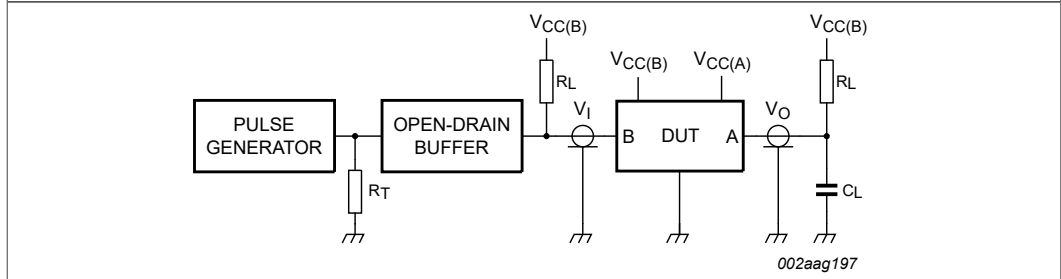 VCC(B)
VCC(B)
VCC(B)
VCC(A)
RL
RL
VI
VO
PULSE
GENERATOR
OPEN-DRAIN
BUFFER
B
DUT
A
RT
CL
002aag197